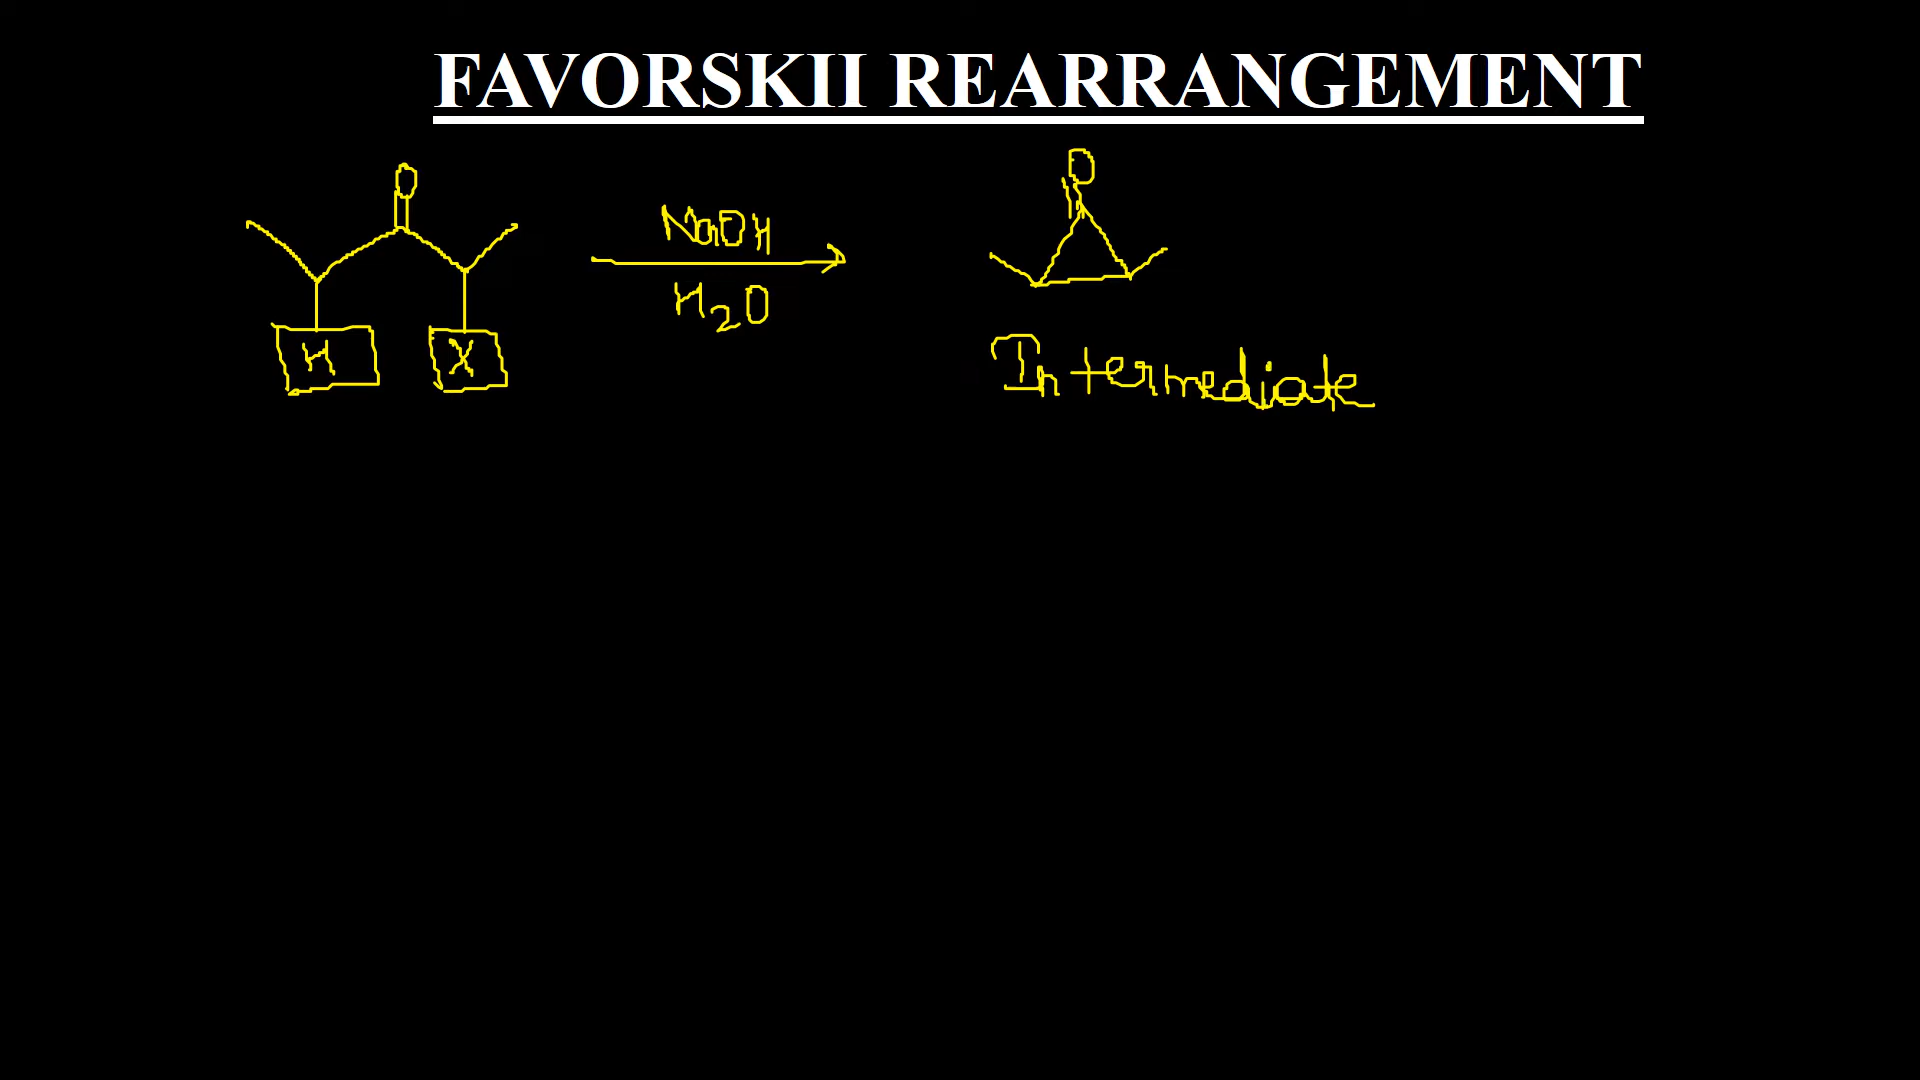 FAVORSKII REARRANGEMENT
O
O
NaOH
H2O
H
X
Intermediate